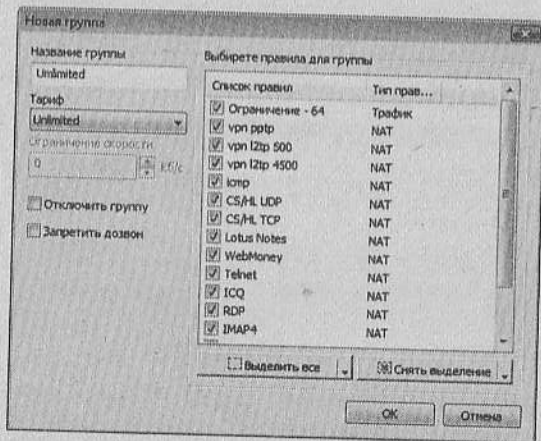 Новая группа
Название группы
Unlimited
Тариф
Unlimited
Ограничение скорости
0 Кб/с
Отключить группу
Запретить дозвон
Выбирете правила для группы
Список правил Тип прав...
Ограничение - 64 Трафик
vpn pptp NAT
vpn l2tp 500 NAT
vpn l2tp 4500 NAT
icmp NAT
CS/HL UDP NAT
CS/HL TCP NAT
Lotus Notes NAT
WebMoney NAT
Telnet NAT
ICQ NAT
RDP NAT
IMAP4 NAT
Выделить все
Снять выделение
OK
Отмена